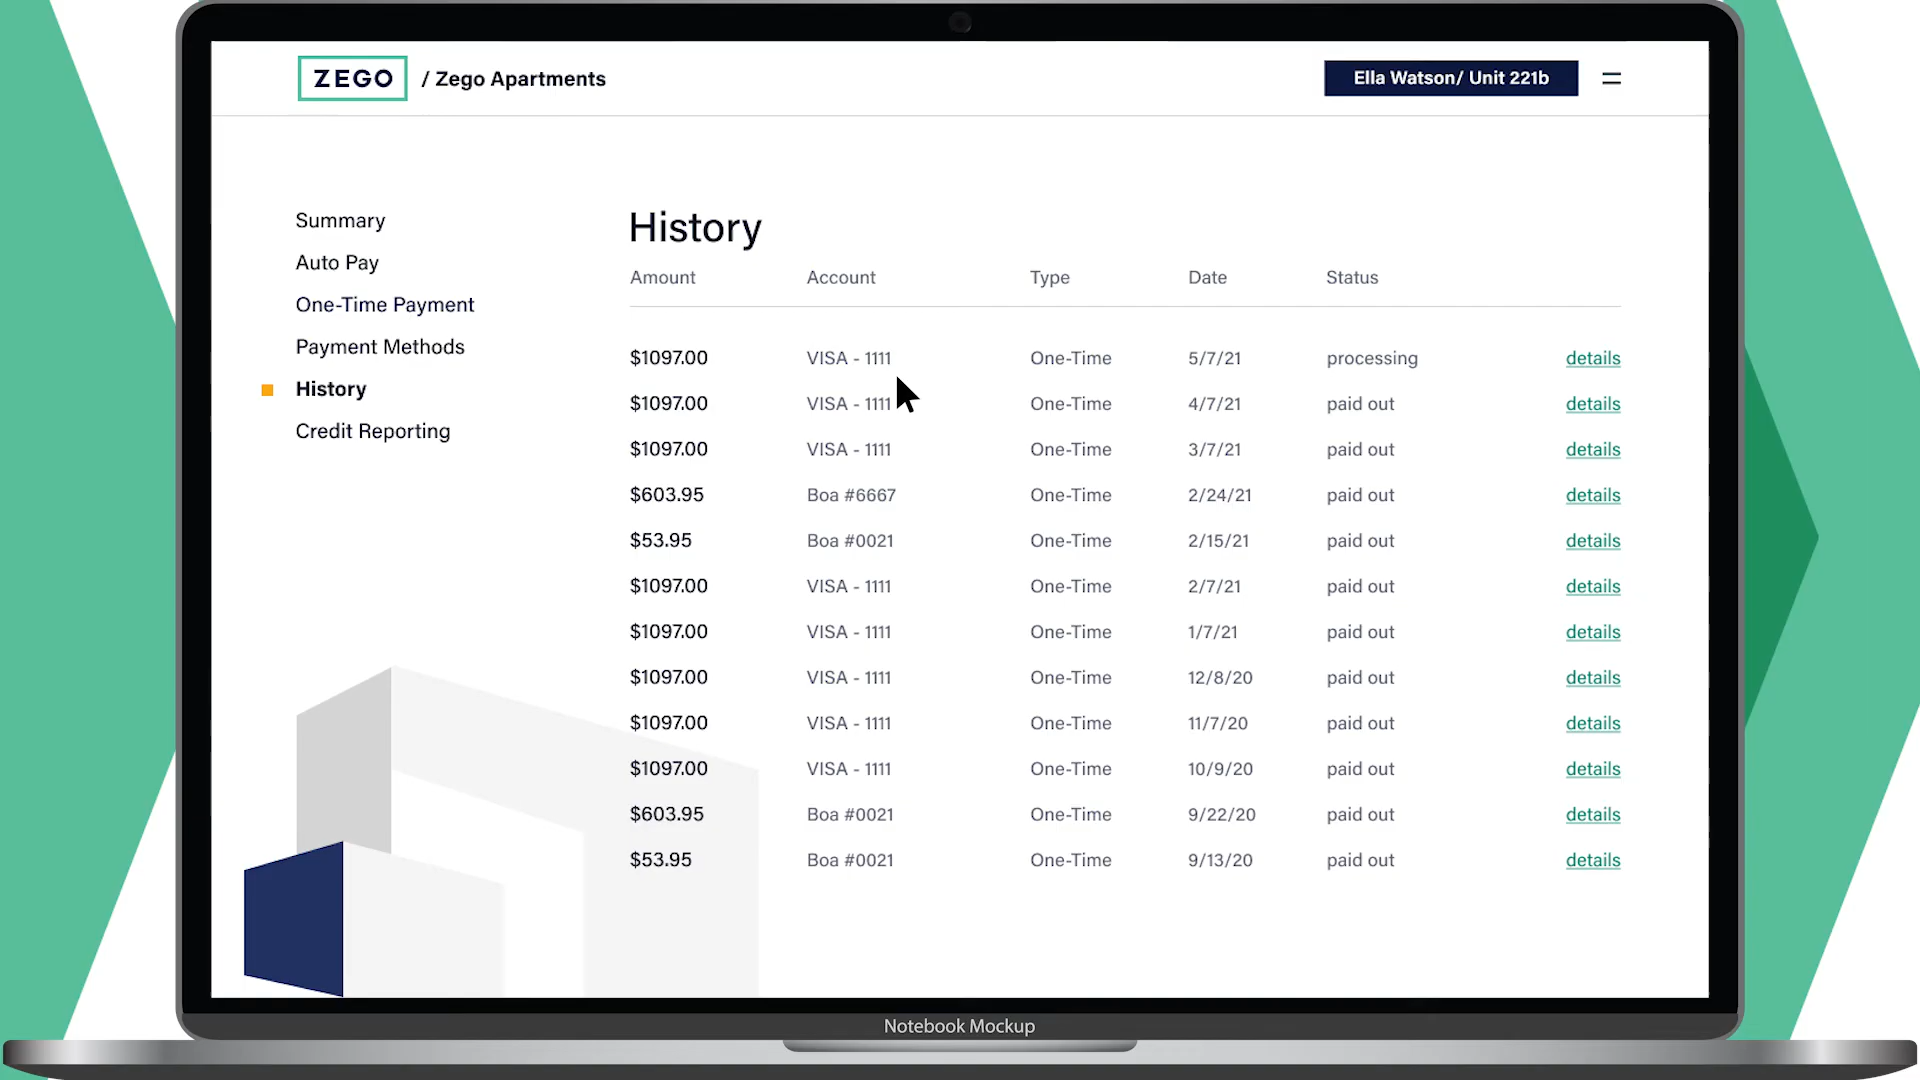 ZEGO / Zego Apartments
Ella Watson/ Unit 221b
Summary
Auto Pay
One-Time Payment
Payment Methods
History
Credit Reporting
History
Amount Account Type Date Status
$1097.00 VISA - 1111 One-Time 5/7/21 processing details
$1097.00 VISA - 1111 One-Time 4/7/21 paid out details
$1097.00 VISA - 1111 One-Time 3/7/21 paid out details
$603.95 Boa #6667 One-Time 2/24/21 paid out details
$53.95 Boa #0021 One-Time 2/15/21 paid out details
$1097.00 VISA - 1111 One-Time 2/7/21 paid out details
$1097.00 VISA - 1111 One-Time 1/7/21 paid out details
$1097.00 VISA - 1111 One-Time 12/8/20 paid out details
$1097.00 VISA - 1111 One-Time 11/7/20 paid out details
$1097.00 VISA - 1111 One-Time 10/9/20 paid out details
$603.95 Boa #0021 One-Time 9/22/20 paid out details
$53.95 Boa #0021 One-Time 9/13/20 paid out details
Notebook Mockup